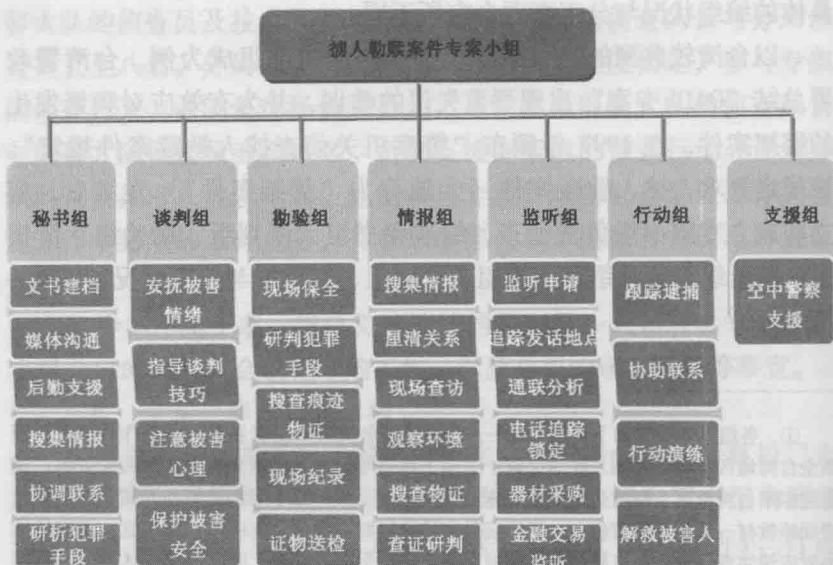 掳人勒赎案件专案小组
秘书组
文书建档
媒体沟通
后勤支援
搜集情报
协调联系
研析犯罪
手段
谈判组
安抚被害
情绪
指导谈判
技巧
注意被害
心理
保护被害
安全
勘验组
现场保全
研判犯罪
手段
搜查痕迹
物证
现场纪录
证物送检
情报组
搜集情报
厘清关系
现场查访
观察环境
搜查物证
查证研判
监听组
监听申请
追踪发话地点
通联分析
电话追踪
锁定
器材采购
金融交易
监听
行动组
跟踪逮捕
协助联系
行动演练
解救被害人
支援组
空中警察
支援